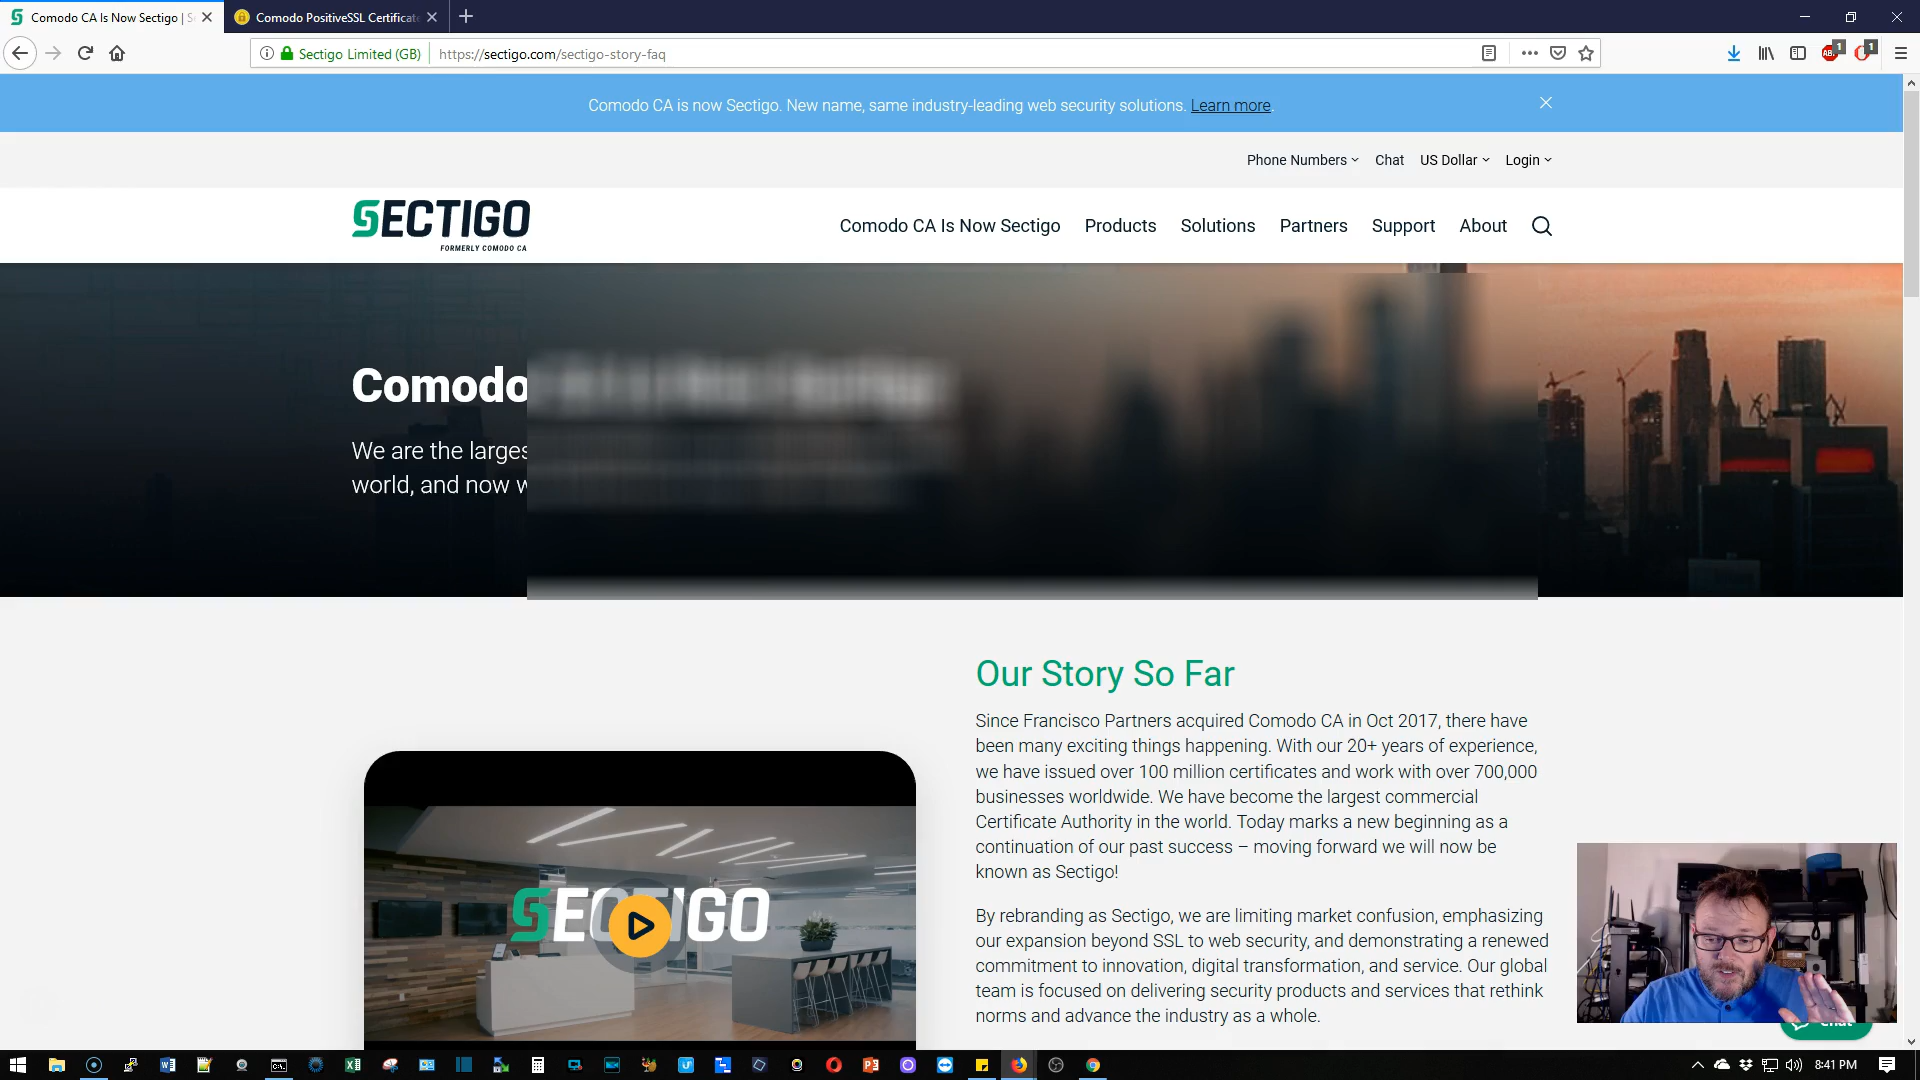 Comodo CA Is Now Sectigo | S
Comodo PositiveSSL Certificate
Sectigo Limited (GB)
https://sectigo.com/sectigo-story-faq
1
1
Comodo CA is now Sectigo. New name, same industry-leading web security solutions. Learn more
Phone Numbers
Chat
US Dollar
Login
SECTIGO
FORMERLY COMODO CA
Comodo CA Is Now Sectigo
Products
Solutions
Partners
Support
About
Comodo
We are the larges
world, and now w
Our Story So Far
Since Francisco Partners acquired Comodo CA in Oct 2017, there have
been many exciting things happening. With our 20+ years of experience,
we have issued over 100 million certificates and work with over 700,000
businesses worldwide. We have become the largest commercial
Certificate Authority in the world. Today marks a new beginning as a
continuation of our past success – moving forward we will now be
known as Sectigo!
By rebranding as Sectigo, we are limiting market confusion, emphasizing
our expansion beyond SSL to web security, and demonstrating a renewed
commitment to innovation, digital transformation, and service. Our global
team is focused on delivering security products and services that rethink
norms and advance the industry as a whole.
SECTIGO
Chat
8:41 PM